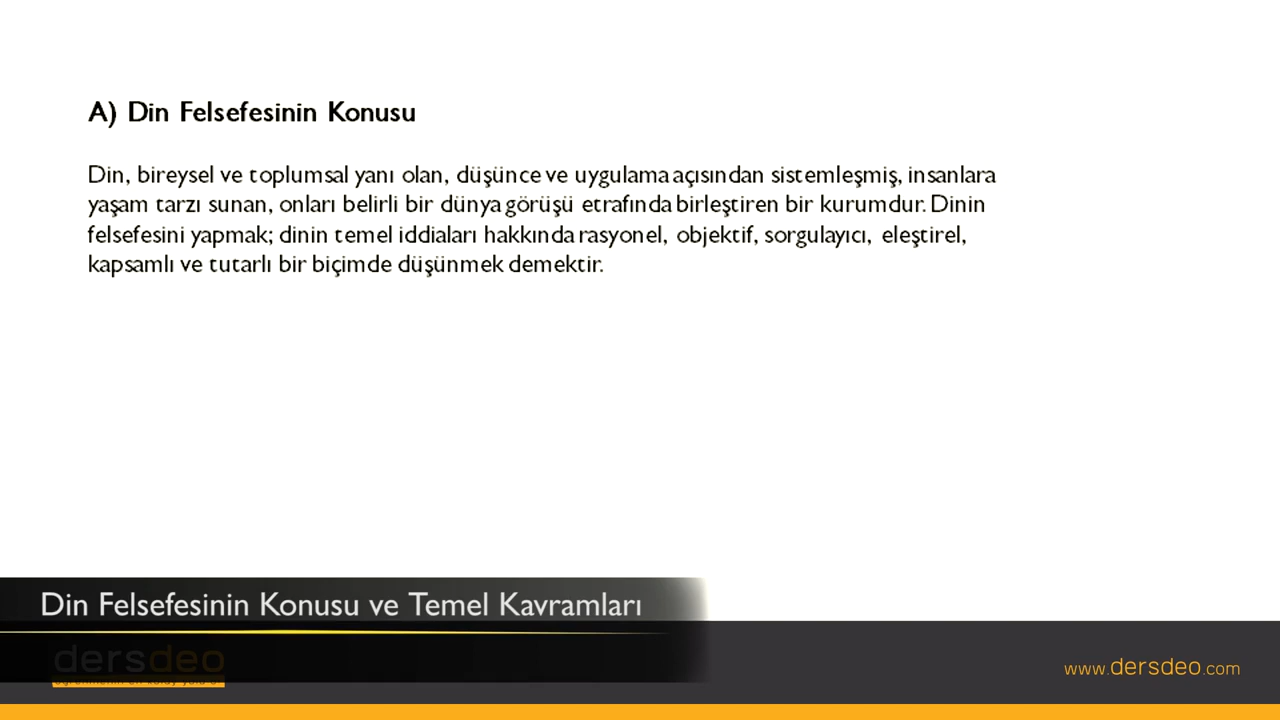 A) Din Felsefesinin Konusu
Din, bireysel ve toplumsal yanı olan, düşünce ve uygulama açısından sistemleşmiş, insanlara
yaşam tarzı sunan, onları belirli bir dünya görüşü etrafında birleştiren bir kurumdur. Dinin
felsefesini yapmak; dinin temel iddiaları hakkında rasyonel, objektif, sorgulayıcı, eleştirel,
kapsamlı ve tutarlı bir biçimde düşünmek demektir.
Din Felsefesinin Konusu ve Temel Kavramları
dersdeo
www.dersdeo.com